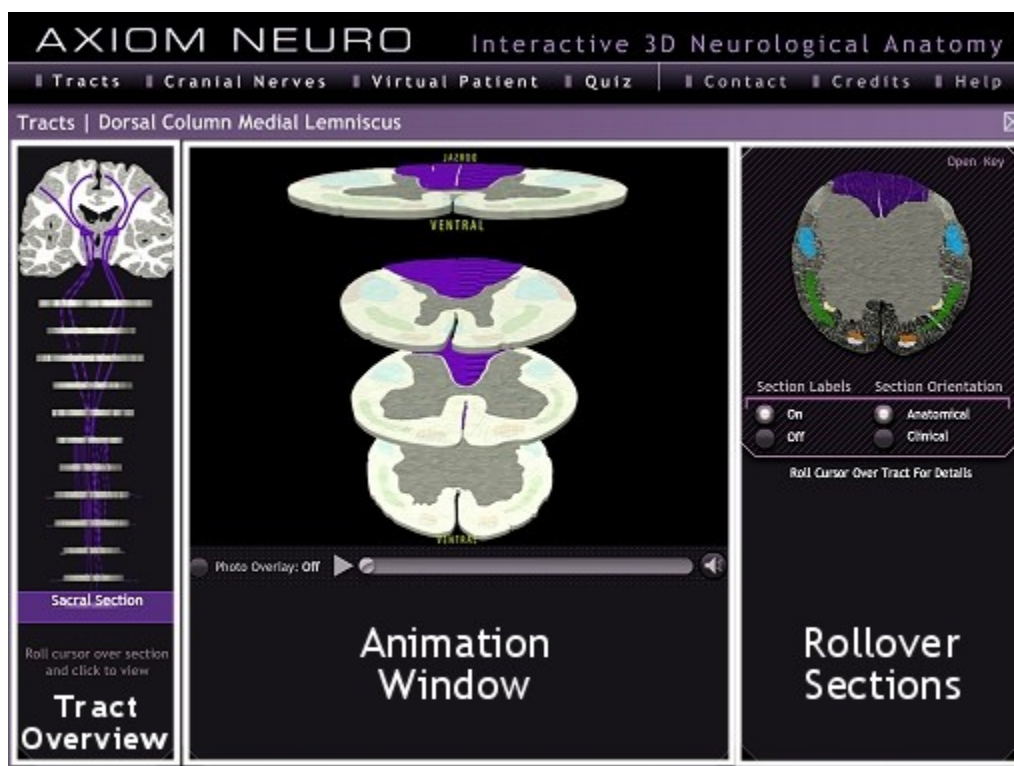 AXIOM NEURO Interactive 3D Neurological Anatomy
Tracts Cranial Nerves Virtual Patient Quiz Contact Credits Help
Tracts | Dorsal Column Medial Lemniscus
DORSAL
VENTRAL
VENTRAL
Photo Overlay: Off
Animation
Window
Sacral Section
Roll cursor over section
and click to view
Tract
Overview
Open Key
Section Labels Section Orientation
On Anatomical
Off Clinical
Roll Cursor Over Tract For Details
Rollover
Sections